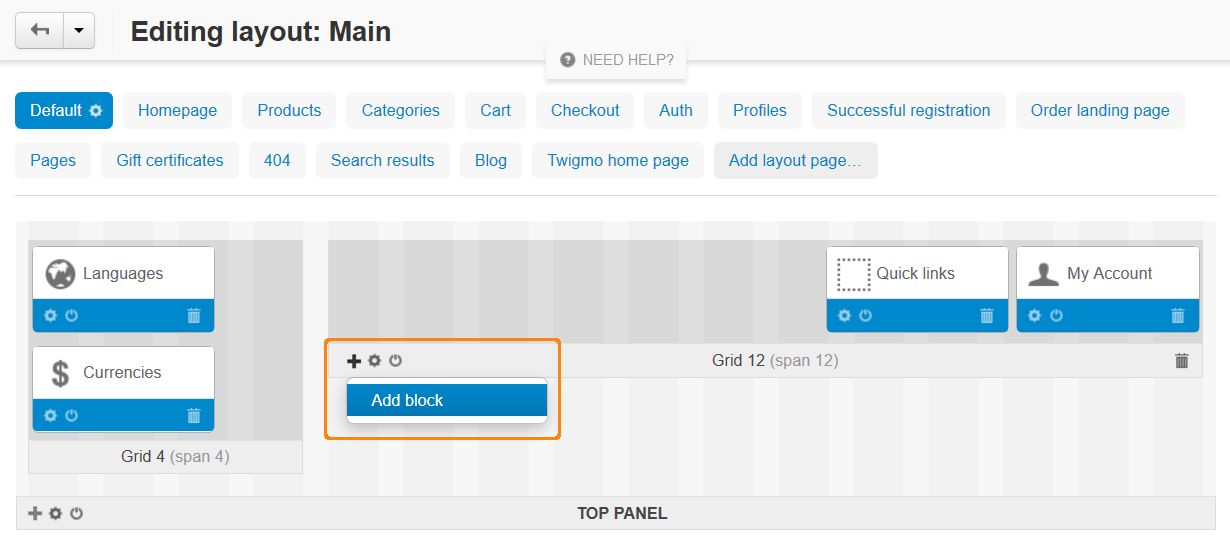 Editing layout: Main
NEED HELP?
Default Homepage Products Categories Cart Checkout Auth Profiles Successful registration Order landing page
Pages Gift certificates 404 Search results Blog Twigmo home page Add layout page...
Languages Quick links My Account
Grid 12 (span 12)
Currencies
Add block
Grid 4 (span 4)
TOP PANEL